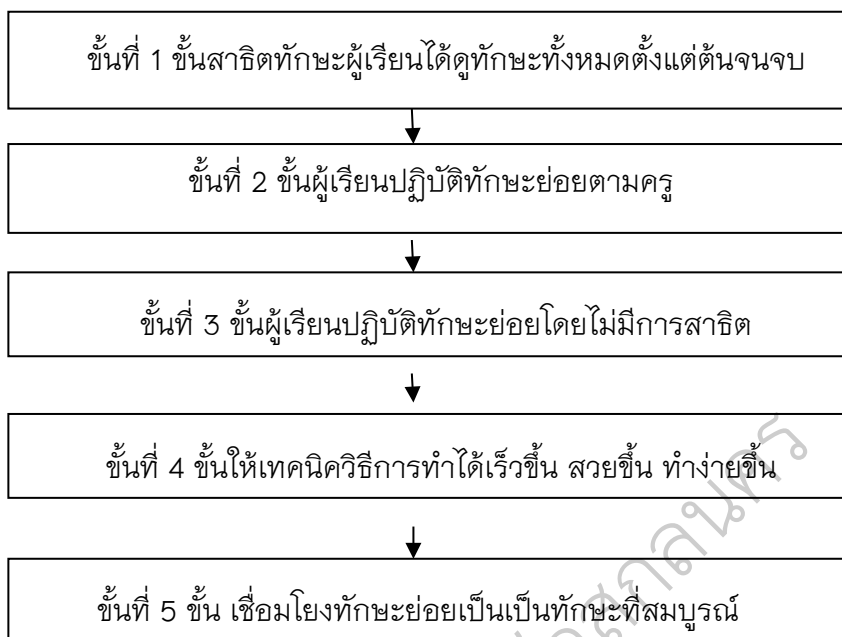 ขั้นที่ 1 ขั้นสาธิตทักษะผู้เรียนได้ดูทักษะทั้งหมดตั้งแต่ต้นจนจบ
ขั้นที่ 2 ขั้นผู้เรียนปฏิบัติทักษะย่อยตามครู
ขั้นที่ 3 ขั้นผู้เรียนปฏิบัติทักษะย่อยโดยไม่มีการสาธิต
ขั้นที่ 4 ขั้นให้เทคนิควิธีการทำได้เร็วขึ้น สวยขึ้น ทำง่ายขึ้น
ขั้นที่ 5 ขั้น เชื่อมโยงทักษะย่อยเป็นเป็นทักษะที่สมบูรณ์